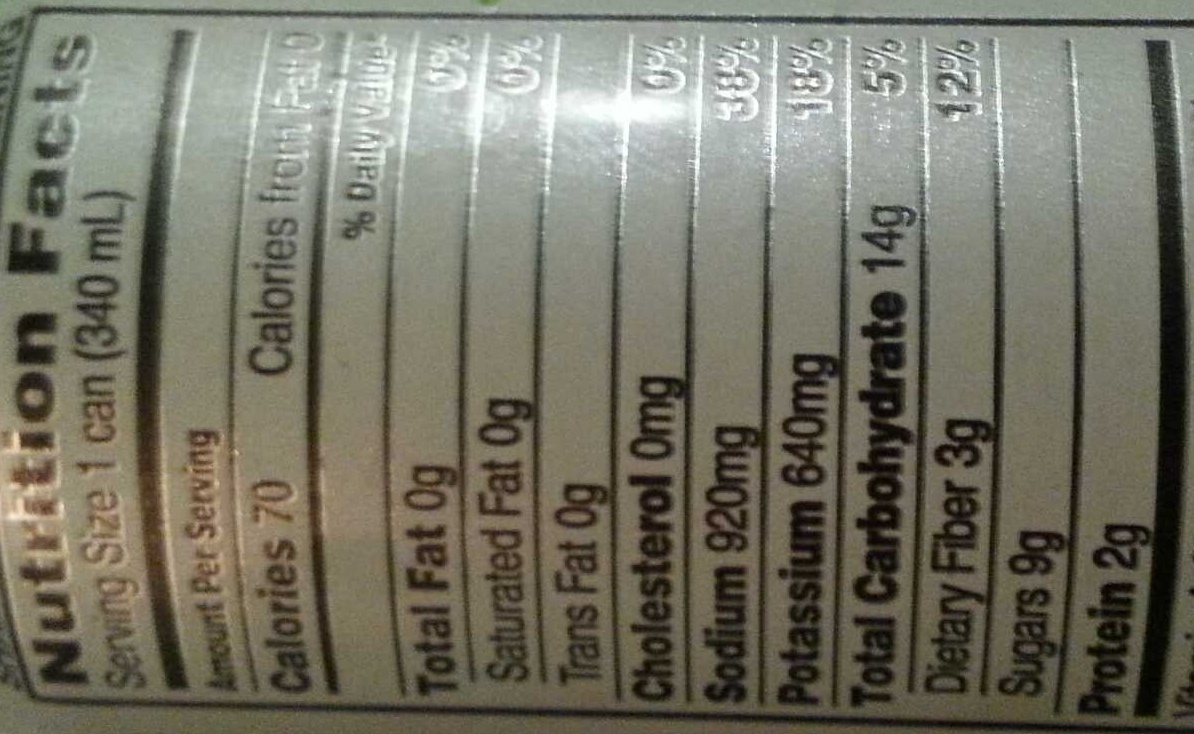 Nutrition Facts
Serving Size 1 can (340 mL)
Amount Per Serving
Calories 70 Calories from Fat 0
% Daily Value*
Total Fat 0g 0%
Saturated Fat 0g 0%
Trans Fat 0g
Cholesterol 0mg 0%
Sodium 920mg 38%
Potassium 640mg 18%
Total Carbohydrate 14g 5%
Dietary Fiber 3g 12%
Sugars 9g
Protein 2g